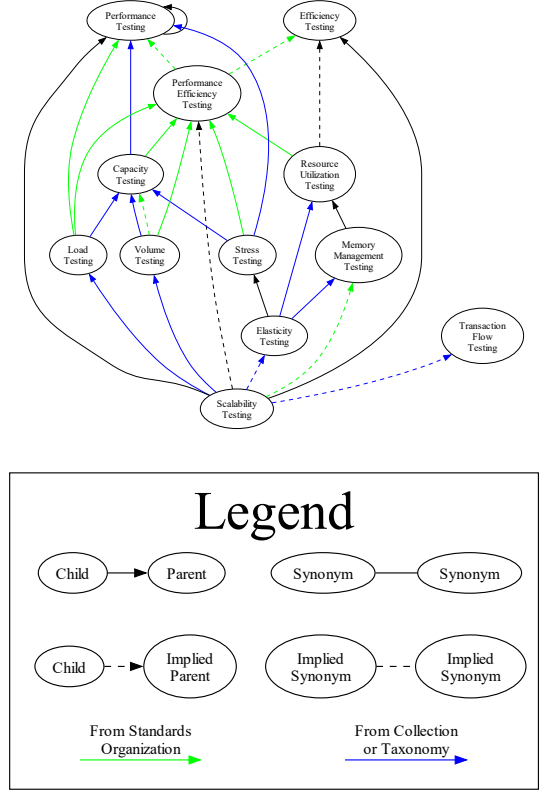 Performance
Testing
Efficiency
Testing
Performance
Efficiency
Testing
Capacity
Testing
Resource
Utilization
Testing
Load
Testing
Volume
Testing
Stress
Testing
Memory
Management
Testing
Elasticity
Testing
Transaction
Flow
Testing
Scalability
Testing
Legend
Child
Parent
Synonym
Synonym
Child
Implied
Parent
Implied
Synonym
Implied
Synonym
From Standards
Organization
From Collection
or Taxonomy